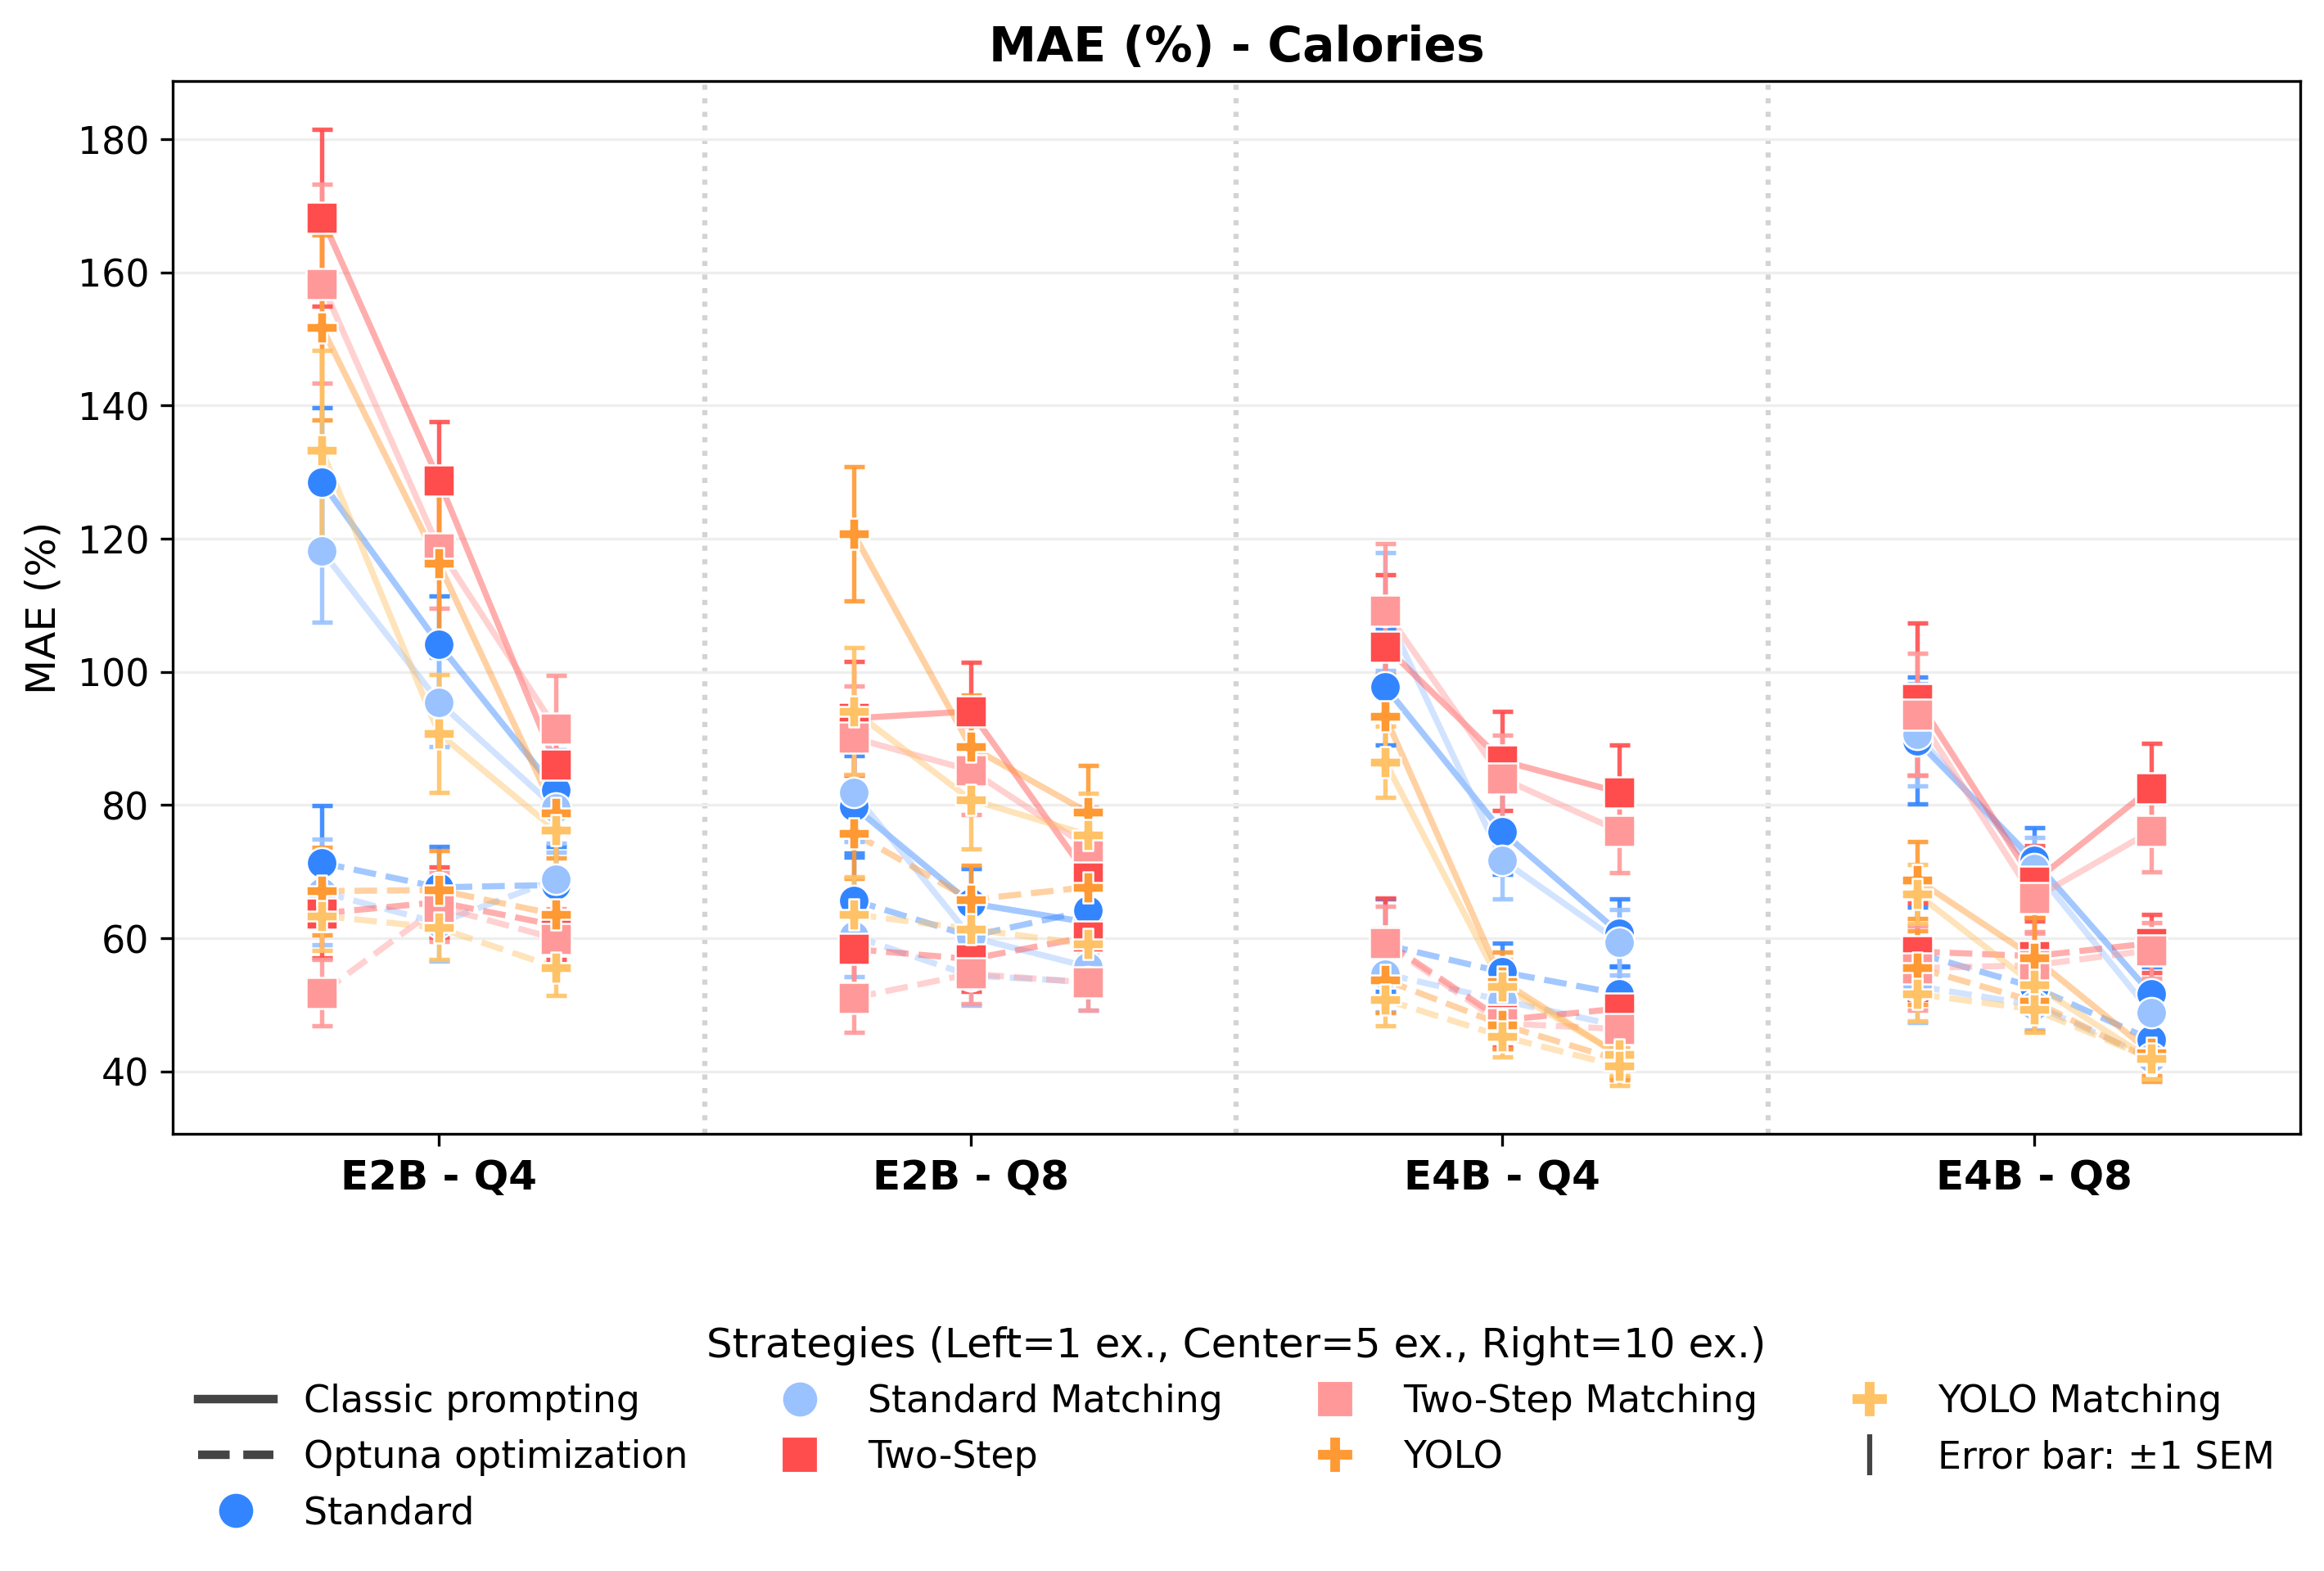 MAE (%) - Calories
MAE (%)
180
160
140
120
100
80
60
40
E2B - Q4 E2B - Q8 E4B - Q4 E4B - Q8
Strategies (Left=1 ex., Center=5 ex., Right=10 ex.)
Classic prompting Standard Matching Two-Step Matching YOLO Matching
Optuna optimization Two-Step YOLO Error bar: ±1 SEM
Standard